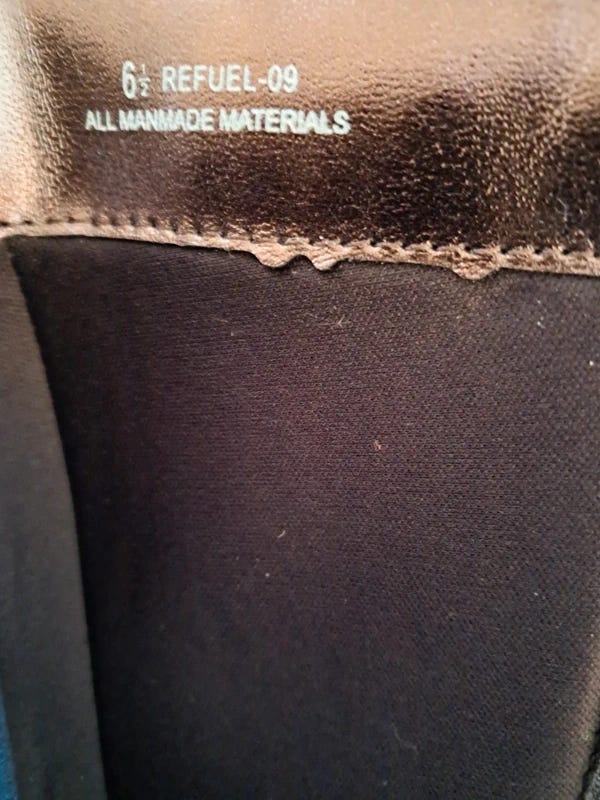 6½ REFUEL-09
ALL MANMADE MATERIALS